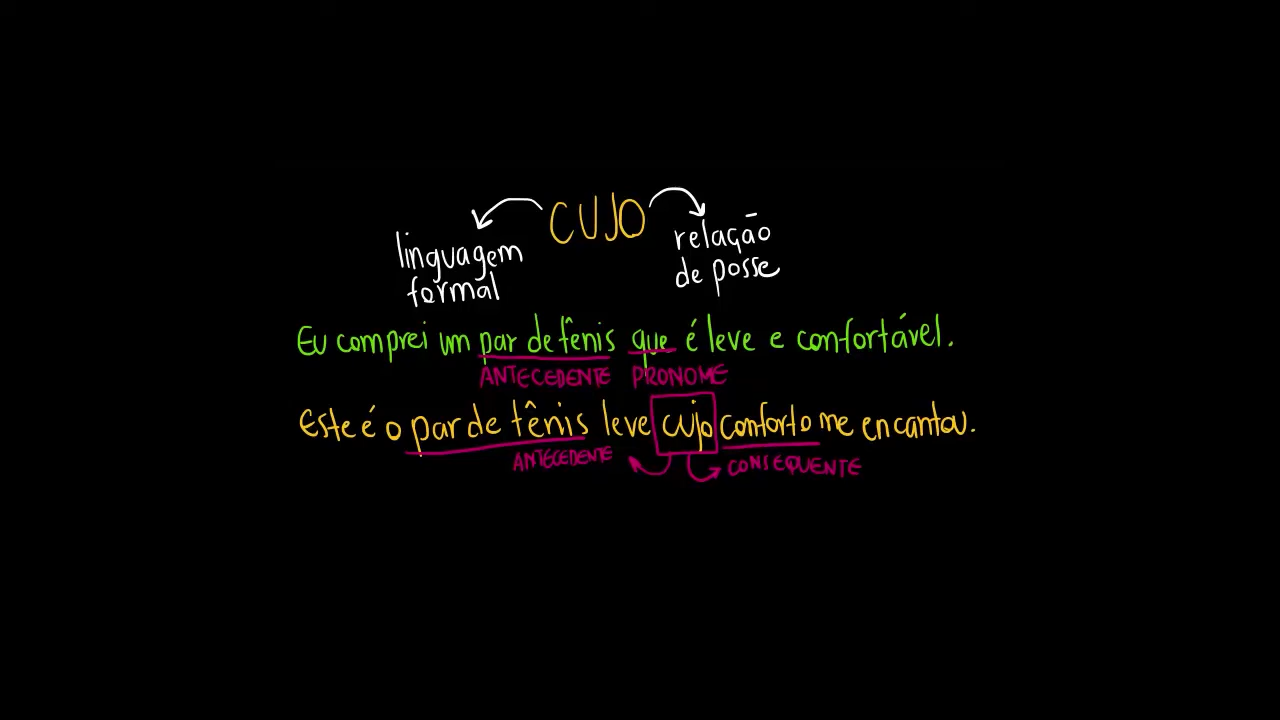 CUJO
linguagem formal
relação de posse
Eu comprei um par de tênis que é leve e confortável.
ANTECEDENTE PRONOME
Este é o par de tênis leve cujo conforto me encantou.
ANTECEDENTE CONSEQUENTE